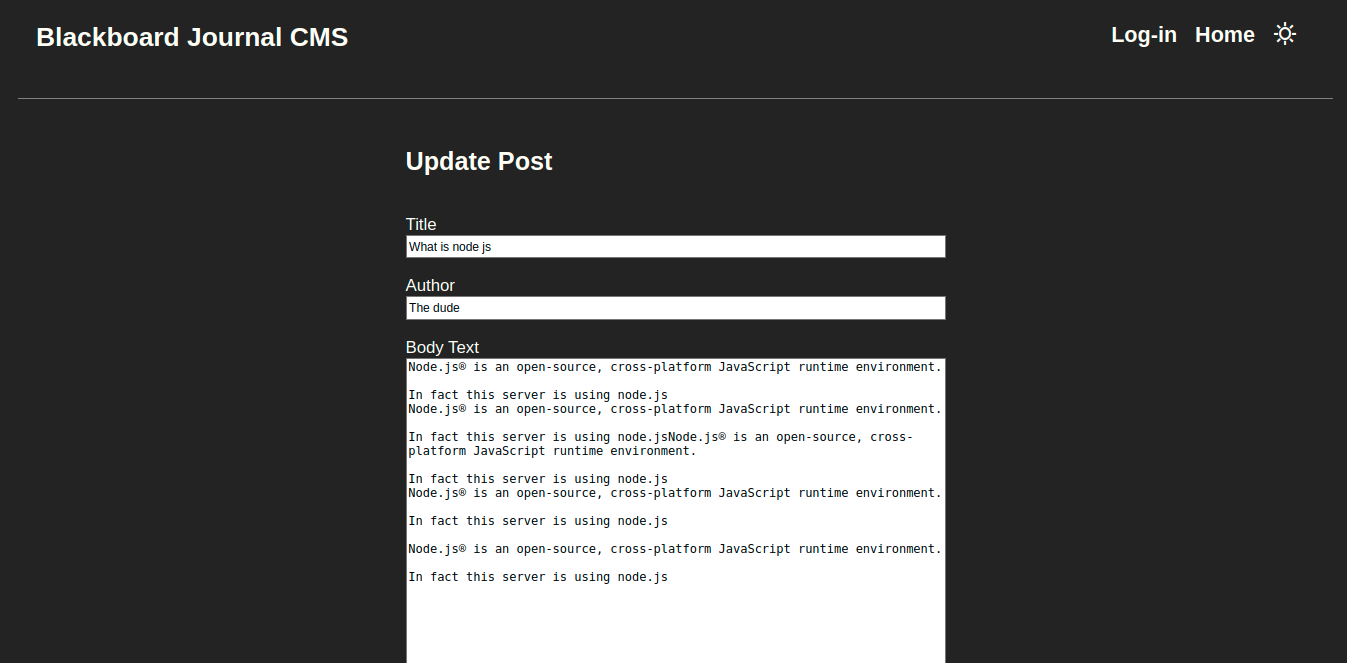 Blackboard Journal CMS
Log-in Home
Update Post
Title
What is node js
Author
The dude
Body Text
Node.js® is an open-source, cross-platform JavaScript runtime environment.
In fact this server is using node.js
Node.js® is an open-source, cross-platform JavaScript runtime environment.
In fact this server is using node.jsNode.js® is an open-source, cross-
platform JavaScript runtime environment.
In fact this server is using node.js
Node.js® is an open-source, cross-platform JavaScript runtime environment.
In fact this server is using node.js
Node.js® is an open-source, cross-platform JavaScript runtime environment.
In fact this server is using node.js